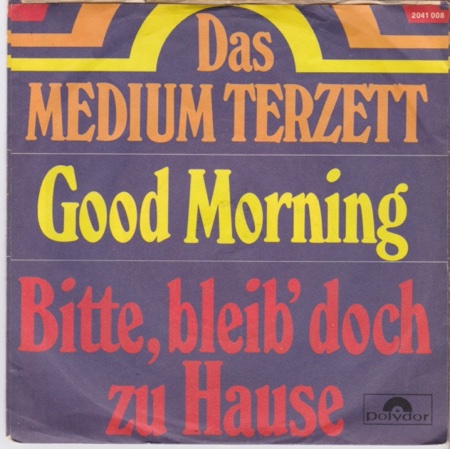 2041 008
Das
MEDIUM TERZETT
Good Morning
Bitte, bleib' doch
zu Hause
polydor